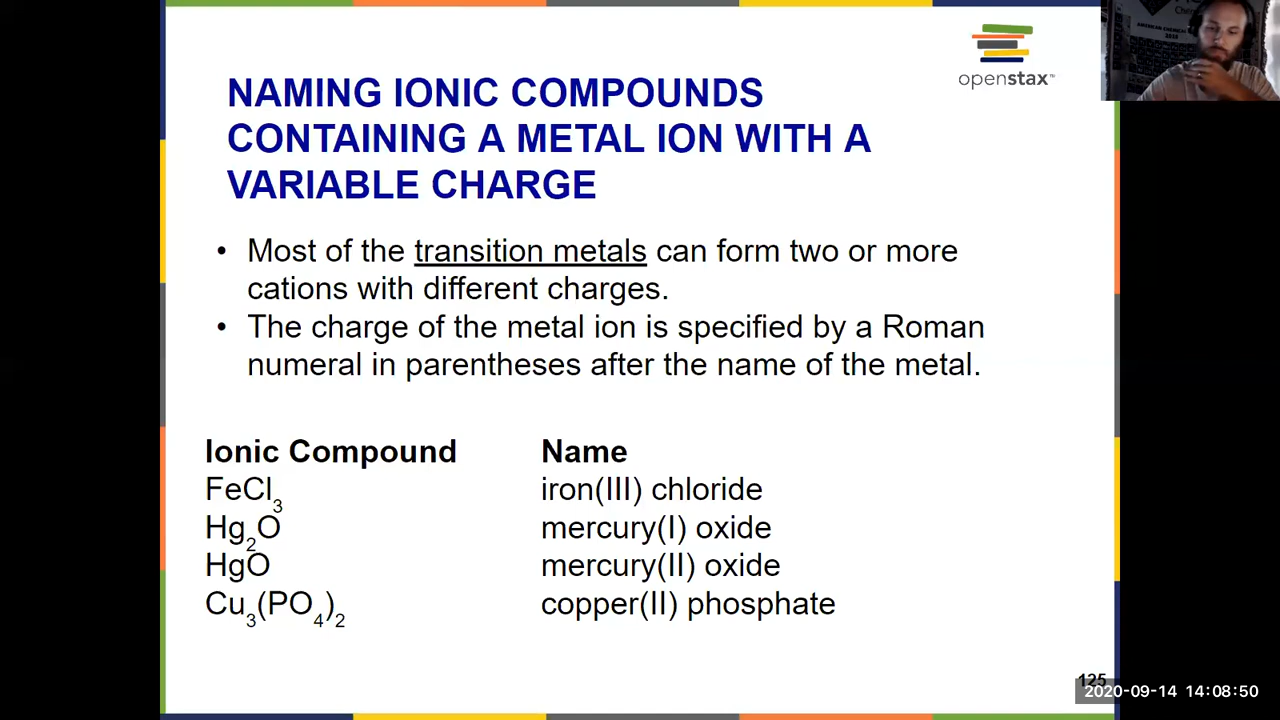 openstax™
NAMING IONIC COMPOUNDS
CONTAINING A METAL ION WITH A
VARIABLE CHARGE
• Most of the transition metals can form two or more
cations with different charges.
• The charge of the metal ion is specified by a Roman
numeral in parentheses after the name of the metal.
Ionic Compound Name
FeCl₃ iron(III) chloride
Hg₂O mercury(I) oxide
HgO mercury(II) oxide
Cu₃(PO₄)₂ copper(II) phosphate
125
2020-09-14 14:08:50